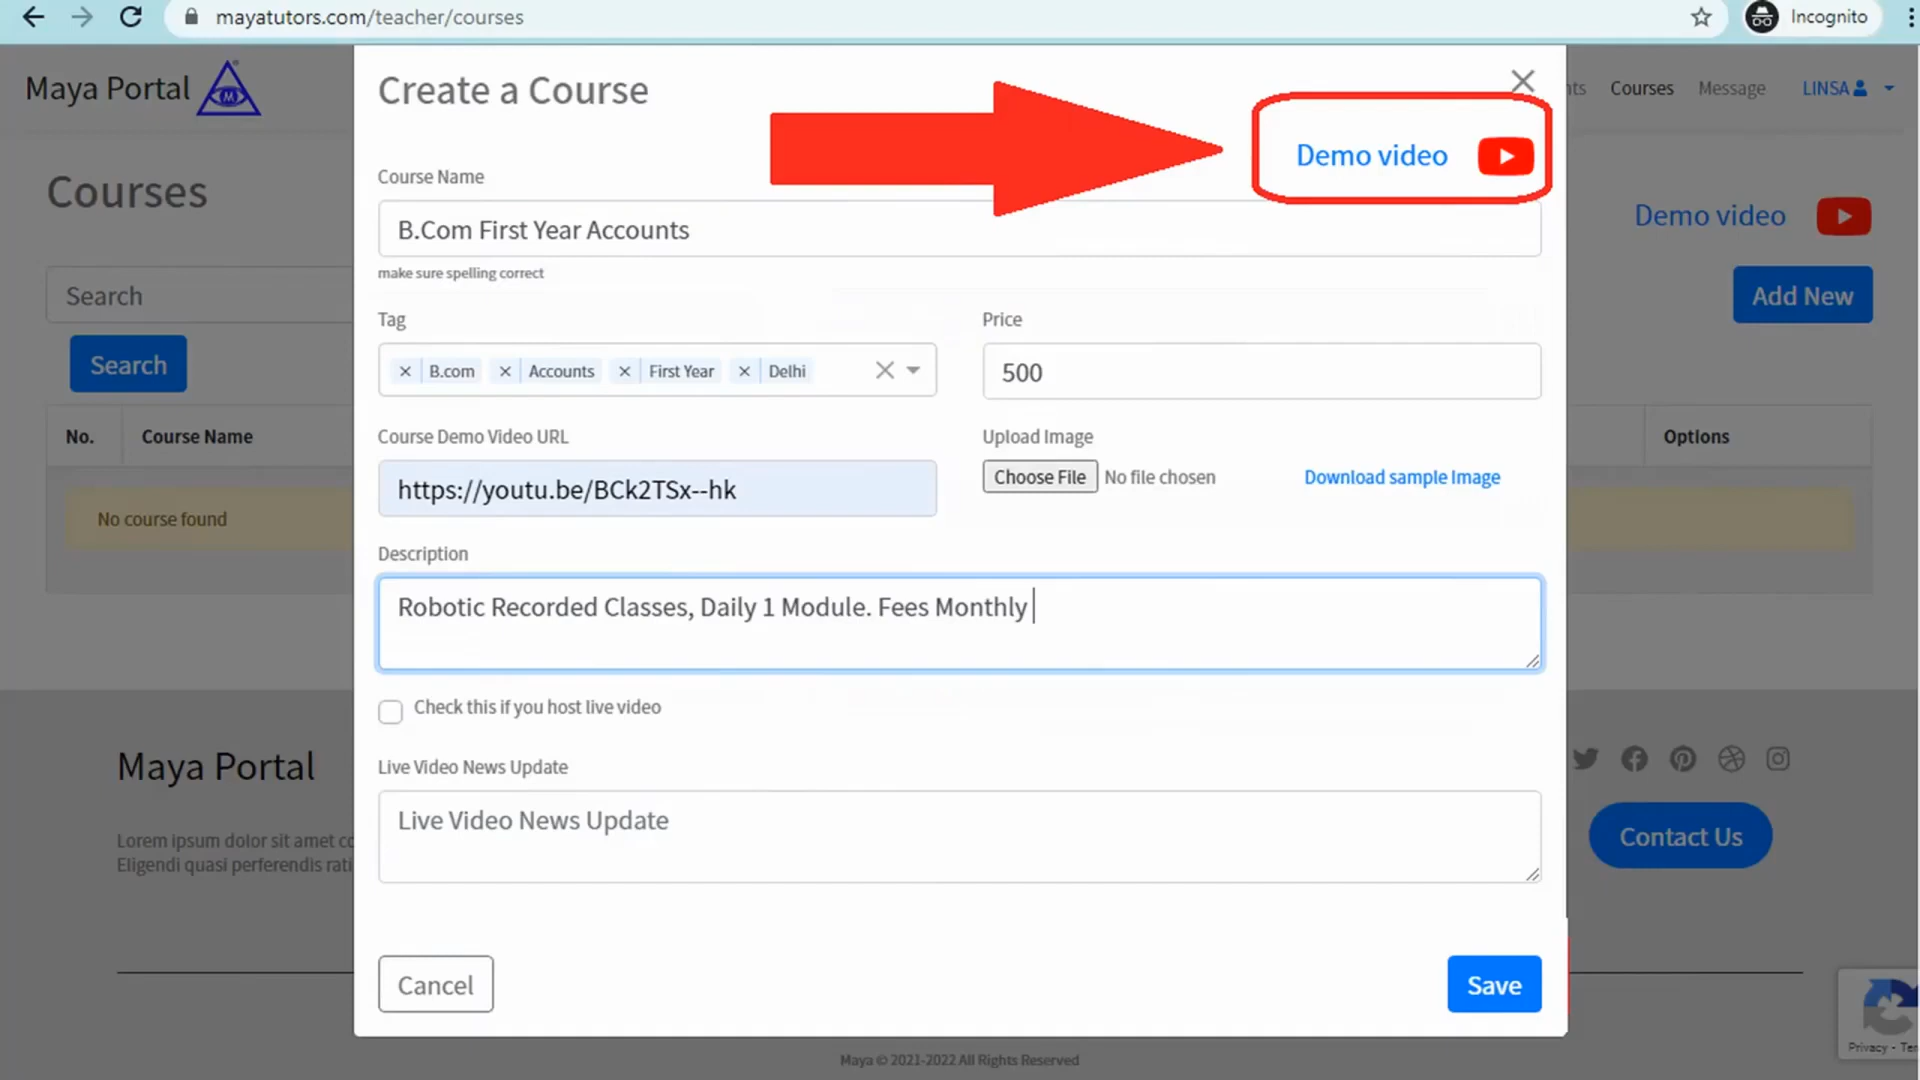 mayatutors.com/teacher/courses
Incognito
Maya Portal
M
Create a Course
nts
Courses
Message
LINSA
Demo video
Courses
Course Name
B.Com First Year Accounts
make sure spelling correct
Demo video
Search
Add New
Search
Tag
Price
B.com
Accounts
First Year
Delhi
500
No.
Course Name
Options
Course Demo Video URL
Upload Image
https://youtu.be/BCk2TSx--hk
Choose File No file chosen
Download sample Image
No course found
Description
Robotic Recorded Classes, Daily 1 Module. Fees Monthly
Check this if you host live video
Live Video News Update
Live Video News Update
Maya Portal
Lorem ipsum dolor sit amet co
Eligendi quasi perferendis rati
Contact Us
Cancel
Save
Privacy - Ter
Maya © 2021-2022 All Rights Reserved